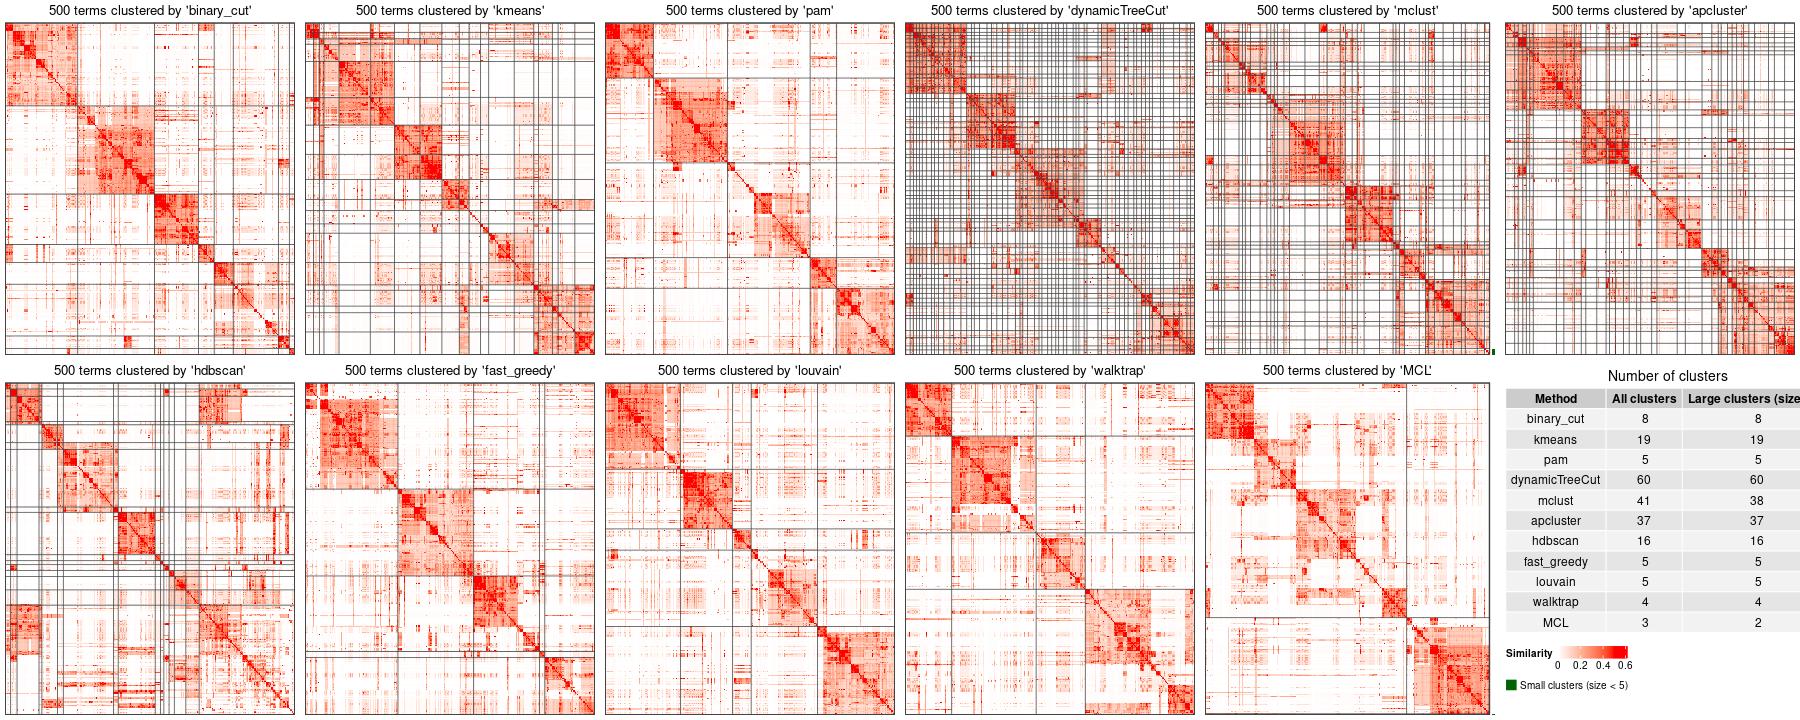 500 terms clustered by 'binary_cut'
500 terms clustered by 'kmeans'
500 terms clustered by 'pam'
500 terms clustered by 'dynamicTreeCut'
500 terms clustered by 'mclust'
500 terms clustered by 'apcluster'
500 terms clustered by 'hdbscan'
500 terms clustered by 'fast_greedy'
500 terms clustered by 'louvain'
500 terms clustered by 'walktrap'
500 terms clustered by 'MCL'
Number of clusters
Method All clusters Large clusters (size
binary_cut 8 8
kmeans 19 19
pam 5 5
dynamicTreeCut 60 60
mclust 41 38
apcluster 37 37
hdbscan 16 16
fast_greedy 5 5
louvain 5 5
walktrap 4 4
MCL 3 2
Similarity
0 0.2 0.4 0.6
Small clusters (size < 5)